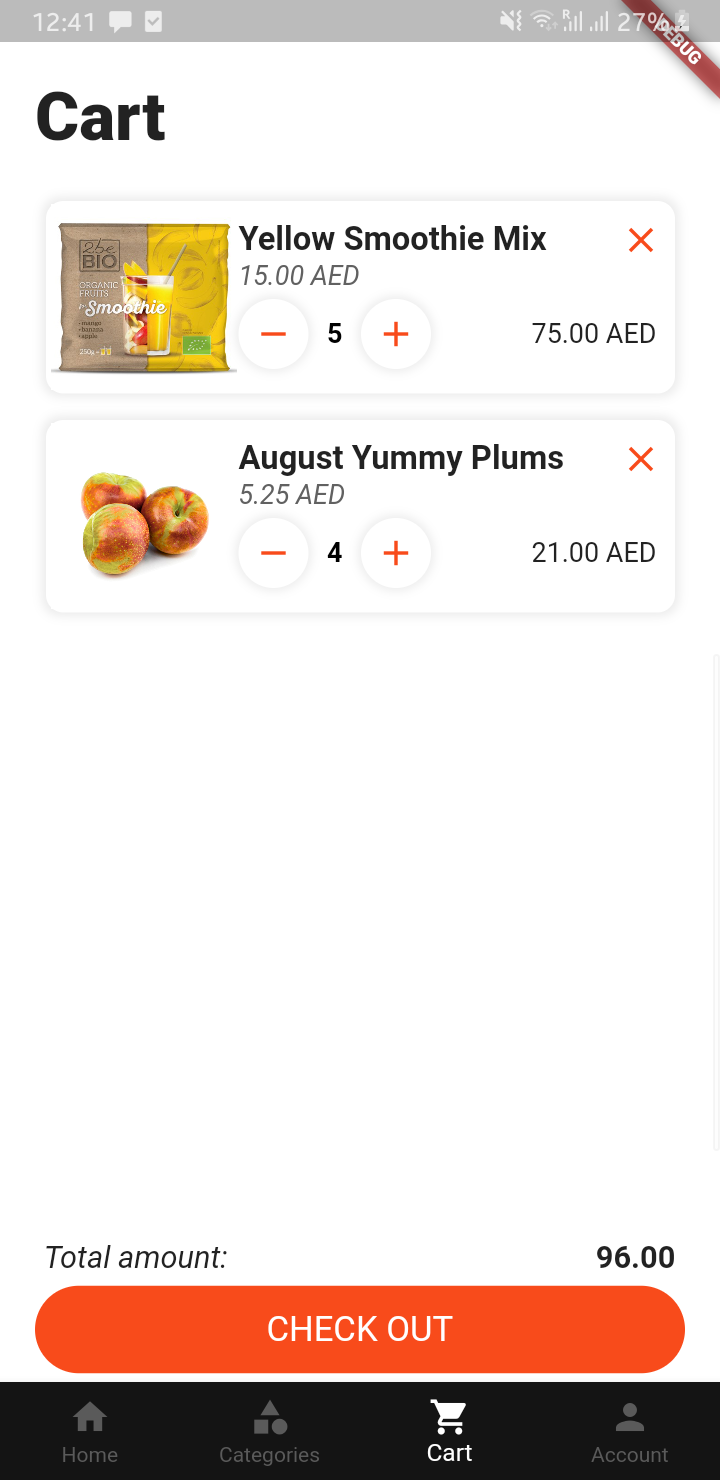 12:41
27%
DEBUG
Cart
Yellow Smoothie Mix
15.00 AED
5
75.00 AED
2be
BIO
ORGANIC
FRUITS
for Smoothie
• mango
• banana
• apple
250g =
August Yummy Plums
5.25 AED
4
21.00 AED
Total amount:
96.00
CHECK OUT
Home
Categories
Cart
Account